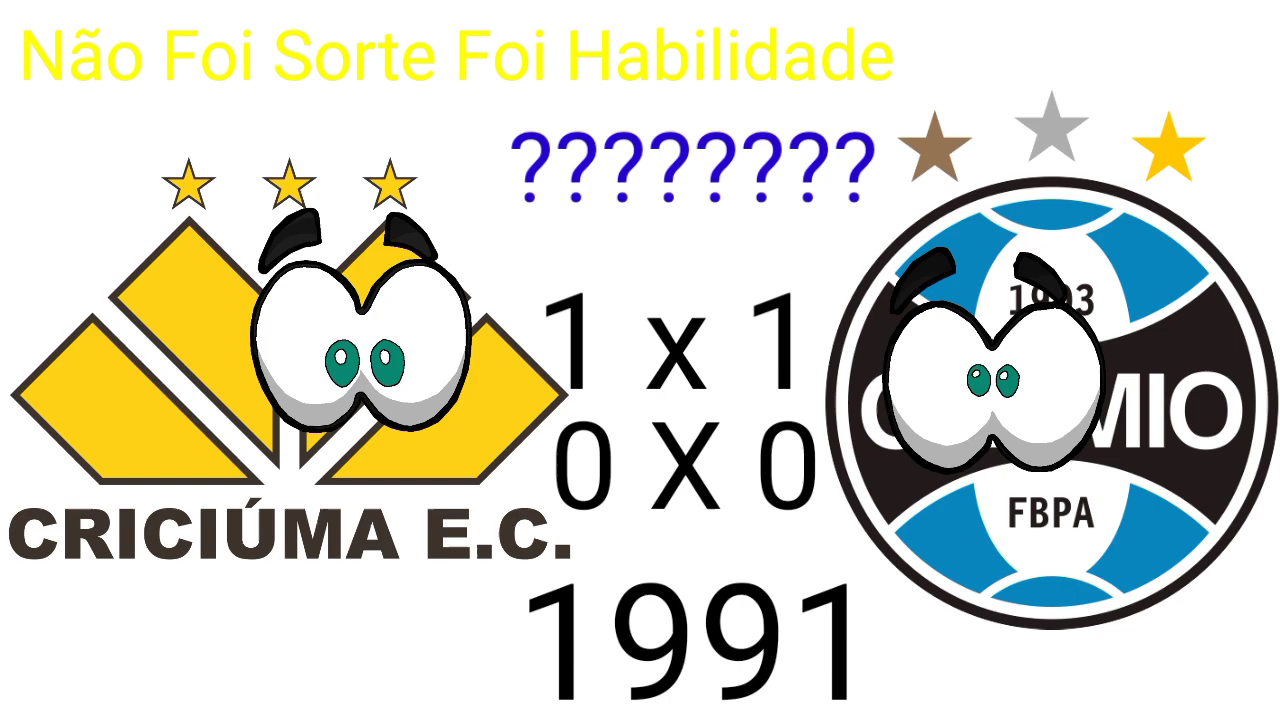 Não Foi Sorte Foi Habilidade
????????
1 x 1
0 X 0
1991
CRICIÚMA E.C.
FBPA